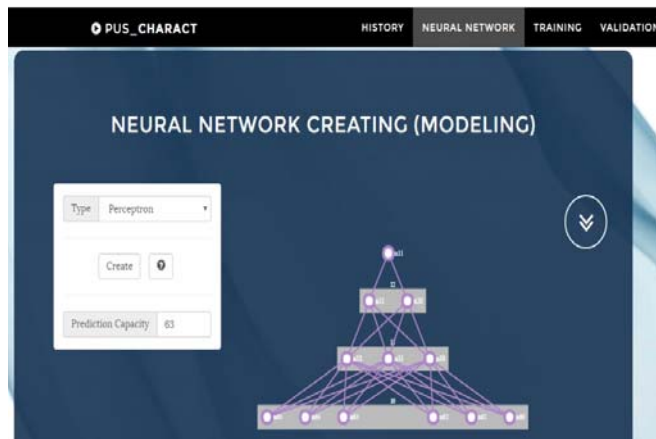 PUS_CHARACT HISTORY NEURAL NETWORK TRAINING VALIDATION
NEURAL NETWORK CREATING (MODELING)
Type Perceptron
Create
Prediction Capacity 63